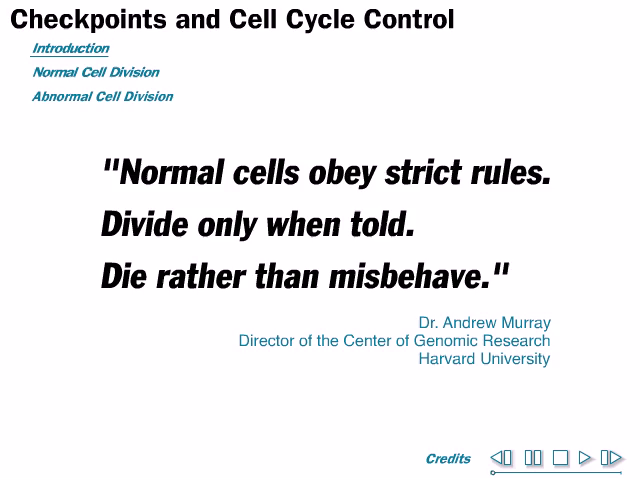 Checkpoints and Cell Cycle Control
Introduction
Normal Cell Division
Abnormal Cell Division
"Normal cells obey strict rules.
Divide only when told.
Die rather than misbehave."
Dr. Andrew Murray
Director of the Center of Genomic Research
Harvard University
Credits